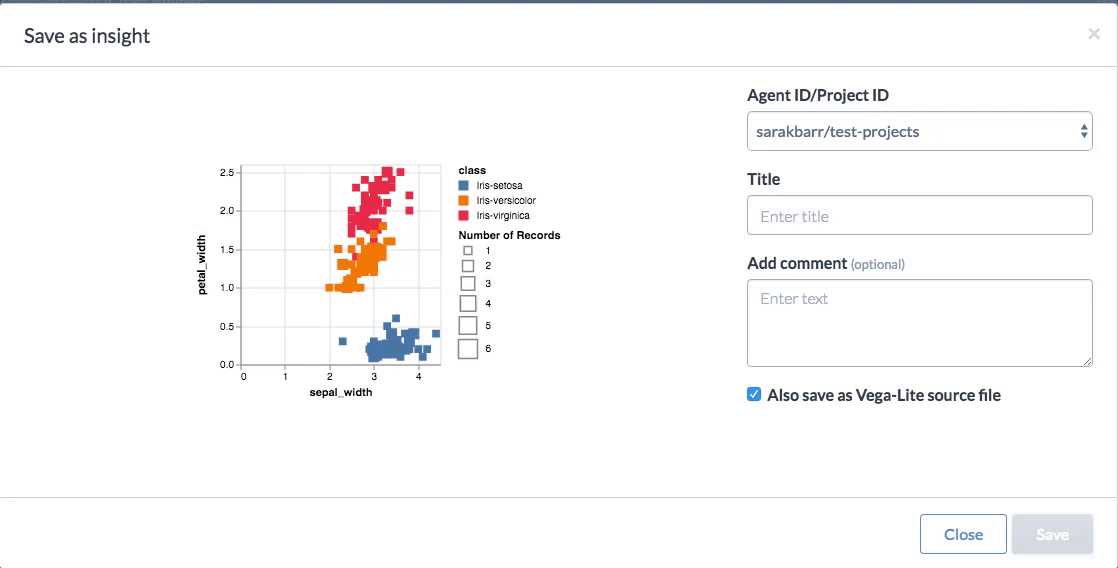 Save as insight
×
Agent ID/Project ID
sarakbarr/test-projects
Title
Enter title
Add comment (optional)
Enter text
Also save as Vega-Lite source file
petal_width
2.5
2.0
1.5
1.0
0.5
0.0
0 1 2 3 4
sepal_width
class
Iris-setosa
Iris-versicolor
Iris-virginica
Number of Records
1
2
3
4
5
6
Close Save